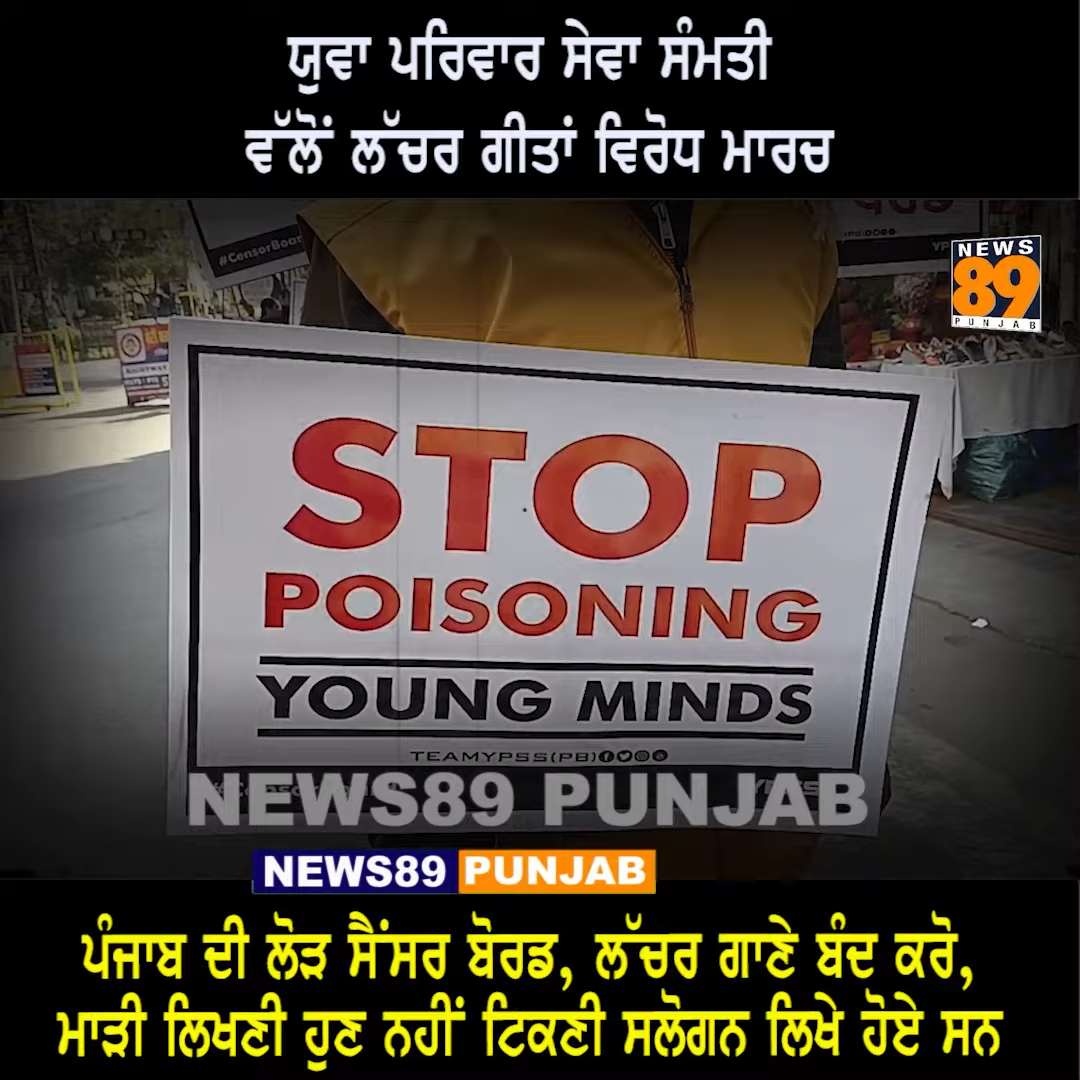 ਯੁਵਾ ਪਰਿਵਾਰ ਸੇਵਾ ਸੰਮਤੀ
ਵੱਲੋਂ ਲੱਚਰ ਗੀਤਾਂ ਵਿਰੋਧ ਮਾਰਚ
#CensorBoar
NEWS
89
PUNJAB
STOP
POISONING
YOUNG MINDS
TEAMYPSS(PB)
NEWS89 PUNJAB
NEWS89 PUNJAB
ਪੰਜਾਬ ਦੀ ਲੋੜ ਸੈਂਸਰ ਬੋਰਡ, ਲੱਚਰ ਗਾਣੇ ਬੰਦ ਕਰੋ,
ਮਾੜੀ ਲਿਖਣੀ ਹੁਣ ਨਹੀਂ ਟਿਕਣੀ ਸਲੋਗਨ ਲਿਖੇ ਹੋਏ ਸਨ